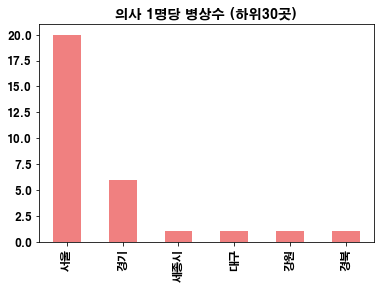 의사 1명당 병상수 (하위30곳)
20.0
17.5
15.0
12.5
10.0
7.5
5.0
2.5
0.0
서울
경기
세종시
대구
강원
경북